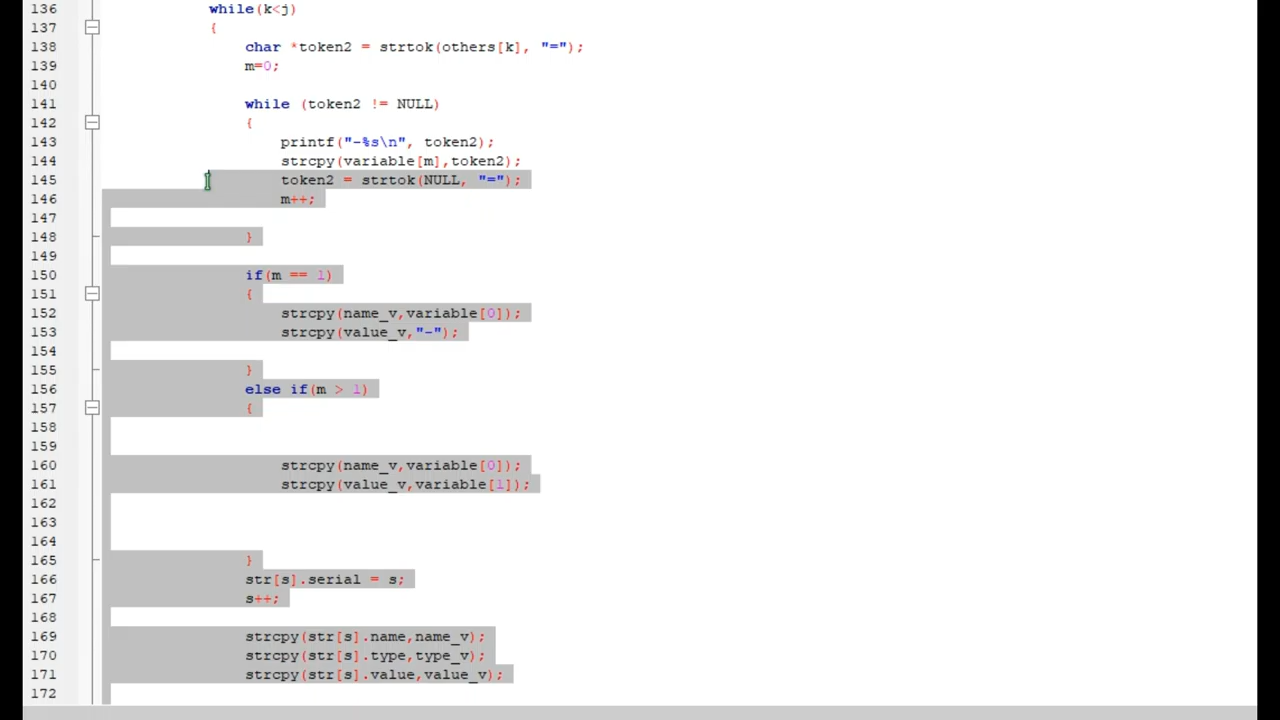 136 while(k<j)
137 {
138 char *token2 = strtok(others[k], "=");
139 m=0;
140
141 while (token2 != NULL)
142 {
143 printf("-%s\n", token2);
144 strcpy(variable[m],token2);
145 token2 = strtok(NULL, "=");
146 m++;
147
148 }
149
150 if(m == 1)
151 {
152 strcpy(name_v,variable[0]);
153 strcpy(value_v,"-");
154
155 }
156 else if(m > 1)
157 {
158
159
160 strcpy(name_v,variable[0]);
161 strcpy(value_v,variable[1]);
162
163
164
165 }
166 str[s].serial = s;
167 s++;
168
169 strcpy(str[s].name,name_v);
170 strcpy(str[s].type,type_v);
171 strcpy(str[s].value,value_v);
172